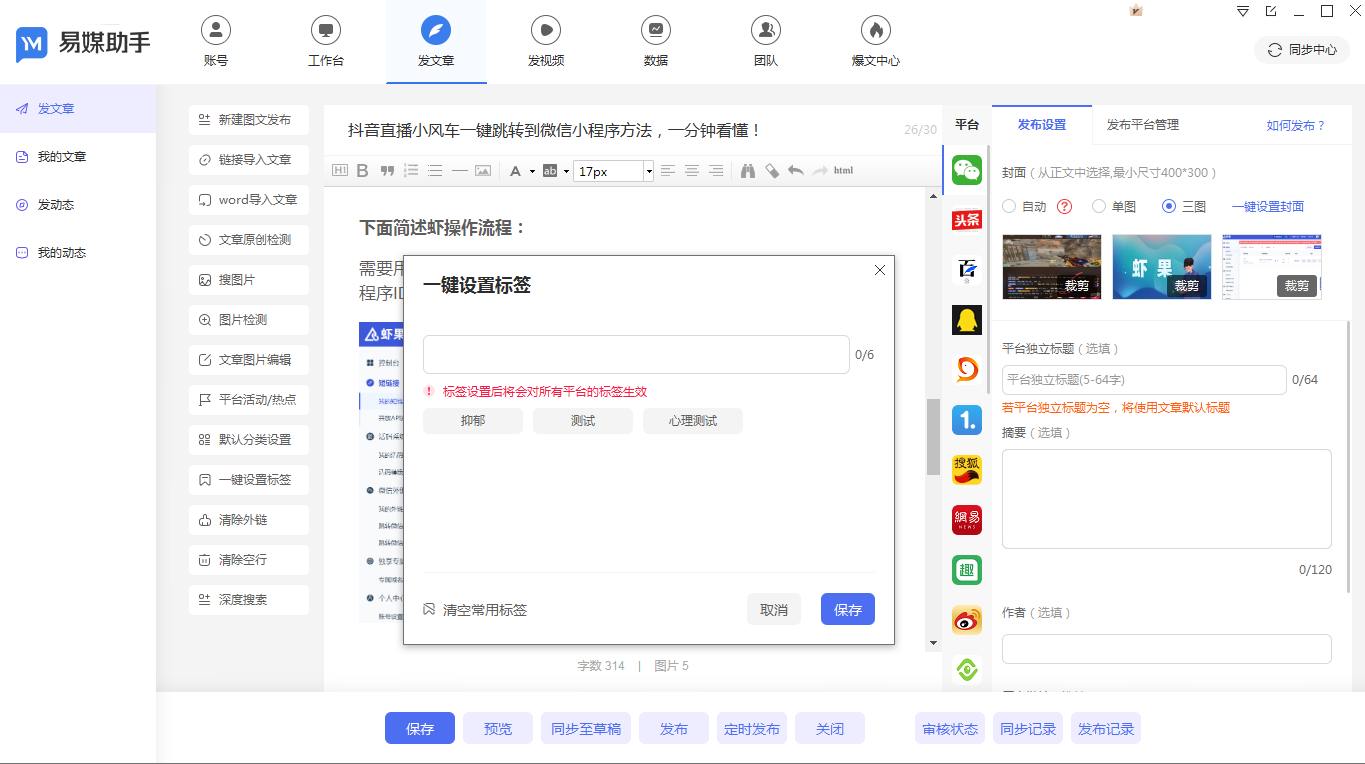 易媒助手
账号
工作台
发文章
发视频
数据
团队
爆文中心
同步中心
发文章
我的文章
发动态
我的动态
新建图文发布
链接导入文章
word导入文章
文章原创检测
搜图片
图片检测
文章图片编辑
平台活动/热点
默认分类设置
一键设置标签
清除外链
清除空行
深度搜索
抖音直播小风车一键跳转到微信小程序方法，一分钟看懂！
26/30
H1 B A ab 17px html
下面简述虾操作流程：
需要用
程序ID
虾果
控制台
短链接
一键设置标签
0/6
标签设置后将会对所有平台的标签生效
抑郁
测试
心理测试
清空常用标签
取消
保存
字数 314 | 图片 5
平台
头条
百
1.
搜狐
網易
NEWS
趣
发布设置
发布平台管理
如何发布？
封面（从正文中选择,最小尺寸400*300）
自动
单图
三图
一键设置封面
裁剪
虾果
裁剪
裁剪
平台独立标题（选填）
平台独立标题(5-64字)
0/64
若平台独立标题为空，将使用文章默认标题
摘要（选填）
0/120
作者（选填）
保存
预览
同步至草稿
发布
定时发布
关闭
审核状态
同步记录
发布记录